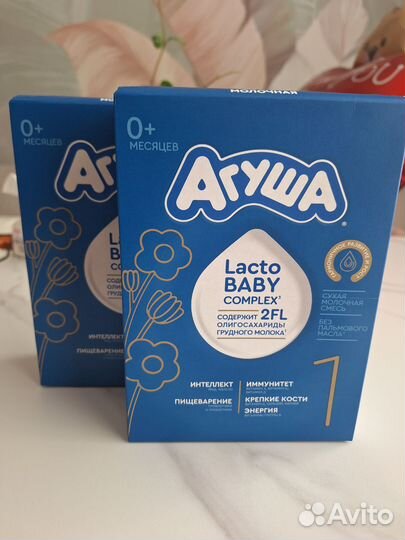 МОЛОЧНАЯ
0+
МЕСЯЦЕВ
АГУША
Lacto
BABY
COMPLEX
СОДЕРЖИТ 2FL
ОЛИГОСАХАРИДЫ
ГРУДНОГО МОЛОКА
СУХАЯ
МОЛОЧНАЯ
СМЕСЬ
БЕЗ
ПАЛЬМОВОГО
МАСЛА
ИНТЕЛЛЕКТ
ИММУНИТЕТ
ПИЩЕВАРЕНИЕ
КРЕПКИЕ КОСТИ
ЭНЕРГИЯ
1
0+
МЕСЯЦЕВ
АГУ
Lacto
BABY
ИНТЕЛЛЕКТ
ПИЩЕВАРЕНИЕ
Avito